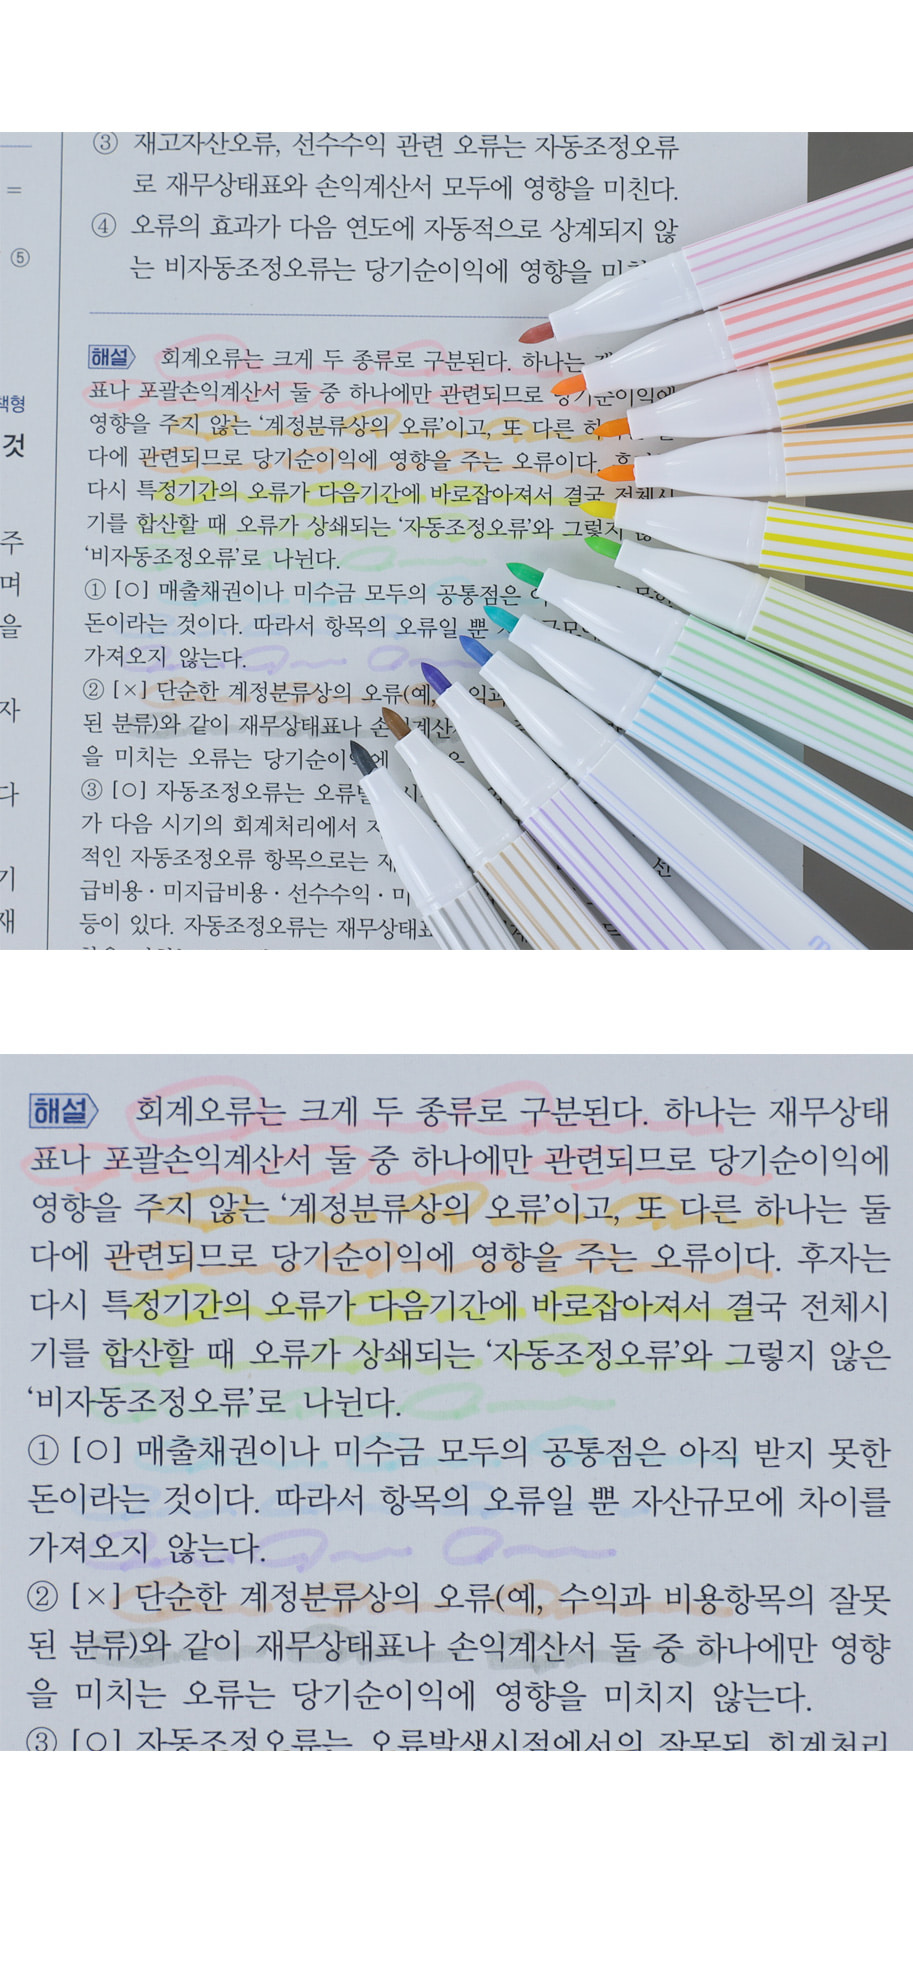 ③ 재고자산오류, 선수수익 관련 오류는 자동조정오류
로 재무상태표와 손익계산서 모두에 영향을 미친다.
④ 오류의 효과가 다음 연도에 자동적으로 상계되지 않
는 비자동조정오류는 당기순이익에 영향을
=
⑤
책형
것
주
며
을
자
다
기
재
해설 회계오류는 크게 두 종류로 구분된다. 하나는
표나 포괄손익계산서 둘 중 하나에만 관련되므로 당기순이익에
영향을 주지 않는 ‘계정분류상의 오류’이고, 또 다른
다에 관련되므로 당기순이익에 영향을 주는 오류이다.
다시 특정기간의 오류가 다음기간에 바로잡아져서 결국 전체시
기를 합산할 때 오류가 상쇄되는 ‘자동조정오류’와 그렇지
‘비자동조정오류’로 나뉜다.
① [O] 매출채권이나 미수금 모두의 공통점은
돈이라는 것이다. 따라서 항목의 오류일 뿐
가져오지 않는다.
② [×] 단순한 계정분류상의 오류(예,
된 분류)와 같이 재무상태표나
을 미치는 오류는
③ [O] 자동조정오류는
가 다음 시기의 회계처리에서
적인 자동조정오류 항목으로는
급비용 · 미지급비용 · 선수수익 · 미
등이 있다. 자동조정오류는
해설 회계오류는 크게 두 종류로 구분된다. 하나는 재무상태
표나 포괄손익계산서 둘 중 하나에만 관련되므로 당기순이익에
영향을 주지 않는 ‘계정분류상의 오류’이고, 또 다른 하나는 둘
다에 관련되므로 당기순이익에 영향을 주는 오류이다. 후자는
다시 특정기간의 오류가 다음기간에 바로잡아져서 결국 전체시
기를 합산할 때 오류가 상쇄되는 ‘자동조정오류’와 그렇지 않은
‘비자동조정오류’로 나뉜다.
① [O] 매출채권이나 미수금 모두의 공통점은 아직 받지 못한
돈이라는 것이다. 따라서 항목의 오류일 뿐 자산규모에 차이를
가져오지 않는다.
② [×] 단순한 계정분류상의 오류(예, 수익과 비용항목의 잘못
된 분류)와 같이 재무상태표나 손익계산서 둘 중 하나에만 영향
을 미치는 오류는 당기순이익에 영향을 미치지 않는다.
③ [O] 자동조정오류는 오류발생시점에서의 잘못된 회계처리